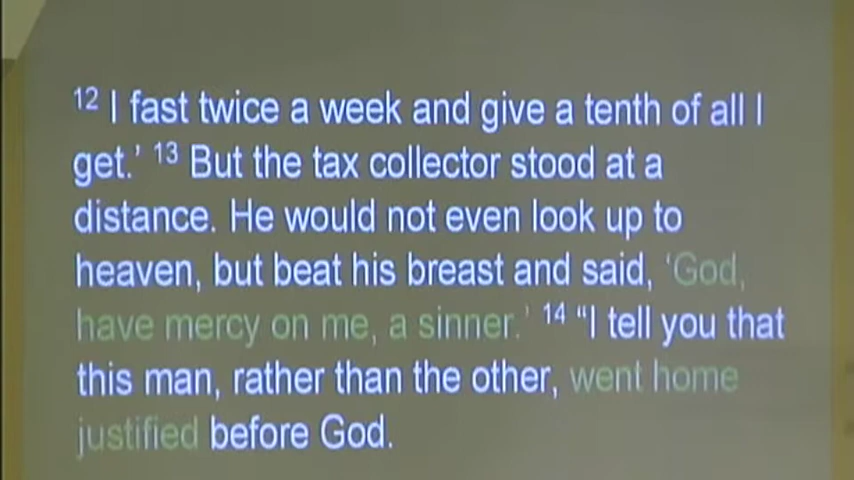 ¹² I fast twice a week and give a tenth of all I
get.’ ¹³ But the tax collector stood at a
distance. He would not even look up to
heaven, but beat his breast and said, ‘God,
have mercy on me, a sinner.’ ¹⁴ “I tell you that
this man, rather than the other, went home
justified before God.